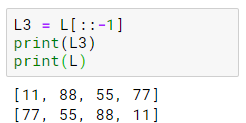 L3 = L[::-1]
print(L3)
print(L)
[11, 88, 55, 77]
[77, 55, 88, 11]